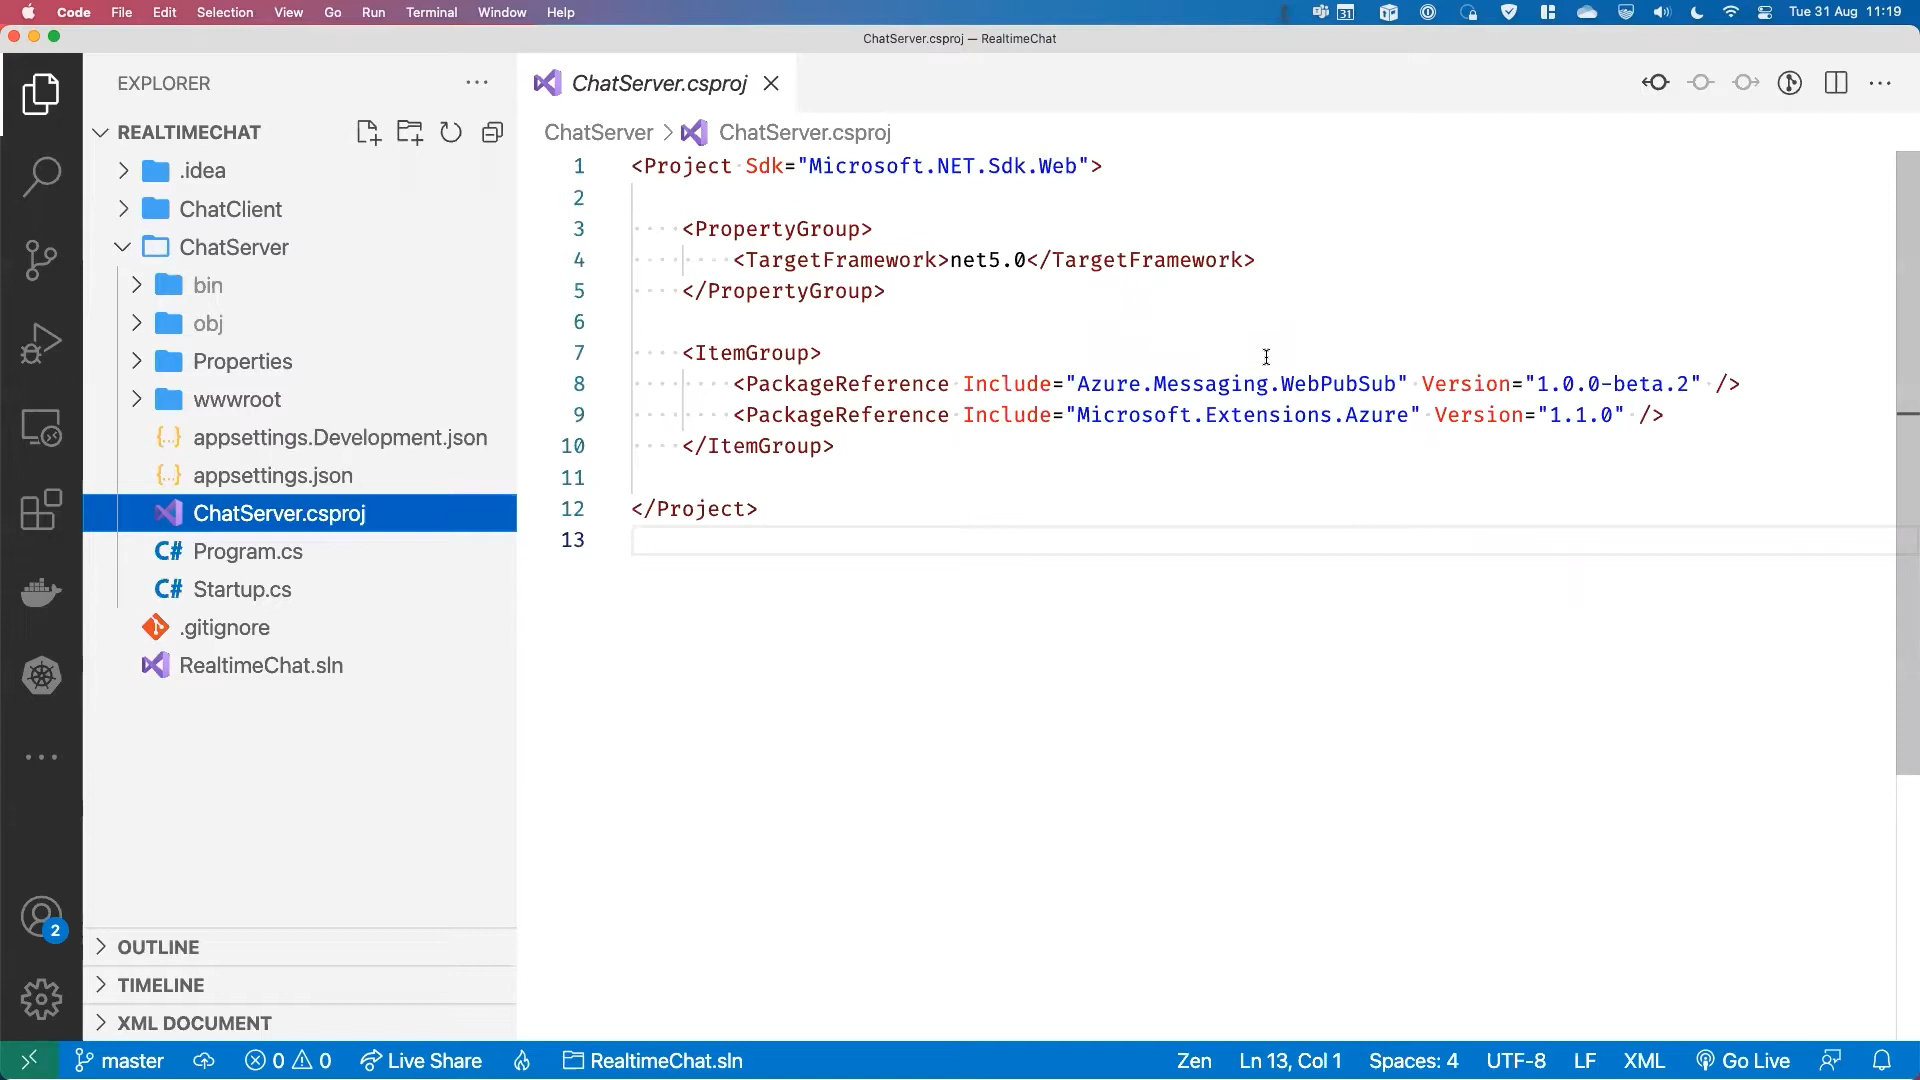 Code File Edit Selection View Go Run Terminal Window Help 31 Tue 31 Aug 11:19
ChatServer.csproj — RealtimeChat
EXPLORER
ChatServer.csproj
REALTIMECHAT
ChatServer > ChatServer.csproj
.idea
ChatClient
ChatServer
bin
obj
Properties
wwwroot
{..} appsettings.Development.json
{..} appsettings.json
ChatServer.csproj
C# Program.cs
C# Startup.cs
.gitignore
RealtimeChat.sln
1 <Project Sdk="Microsoft.NET.Sdk.Web">
2
3 <PropertyGroup>
4 <TargetFramework>net5.0</TargetFramework>
5 </PropertyGroup>
6
7 <ItemGroup>
8 <PackageReference Include="Azure.Messaging.WebPubSub" Version="1.0.0-beta.2" />
9 <PackageReference Include="Microsoft.Extensions.Azure" Version="1.1.0" />
10 </ItemGroup>
11
12 </Project>
13
2
OUTLINE
TIMELINE
XML DOCUMENT
master 0 0 Live Share RealtimeChat.sln Zen Ln 13, Col 1 Spaces: 4 UTF-8 LF XML Go Live